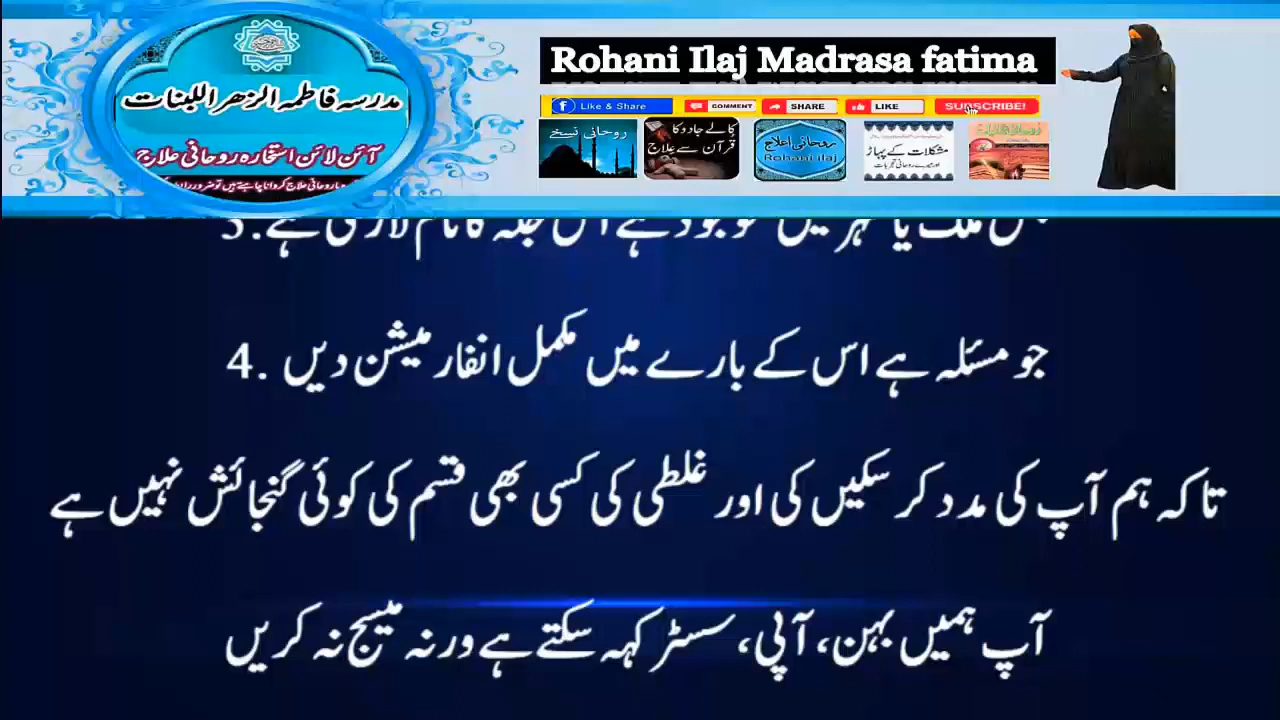 مدرسہ فاطمہ الزہرا للبنات
آئن لائن استخارہ روحانی علاج
Rohani Ilaj Madrasa fatima
Like & Share COMMENT SHARE LIKE SUBSCRIBE!
روحانی نسخے
کالے جادو کا
قرآن سے علاج
روحانی علاج
Rohani Ilaj
مشکلات کے پہاڑ
4. جو مسئلہ ہے اس کے بارے میں مکمل انفارمیشن دیں
تاکہ ہم آپ کی مدد کر سکیں کی اور غلطی کی کسی بھی قسم کی کوئی گنجائش نہیں ہے
آپ ہمیں بہن، آپی، سسٹر کہہ سکتے ہے ورنہ میسج نہ کریں